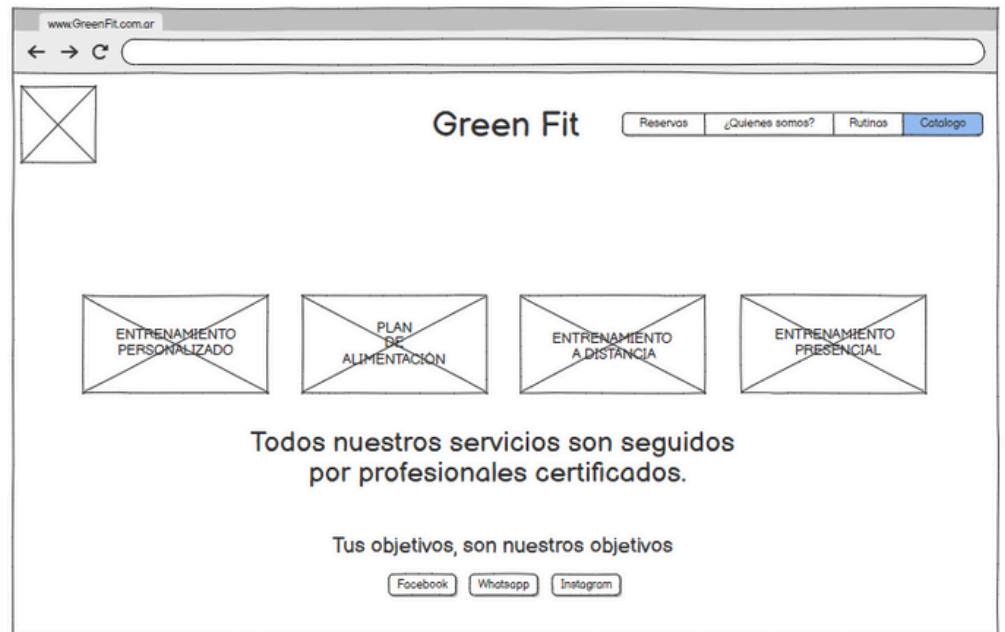 www.GreenFit.com.ar
Green Fit
Reservas
¿Quienes somos?
Rutinas
Catalogo
ENTRENAMIENTO
PERSONALIZADO
PLAN
DE
ALIMENTACIÓN
ENTRENAMIENTO
A DISTANCIA
ENTRENAMIENTO
PRESENCIAL
Todos nuestros servicios son seguidos
por profesionales certificados.
Tus objetivos, son nuestros objetivos
Facebook
Whatsapp
Instagram